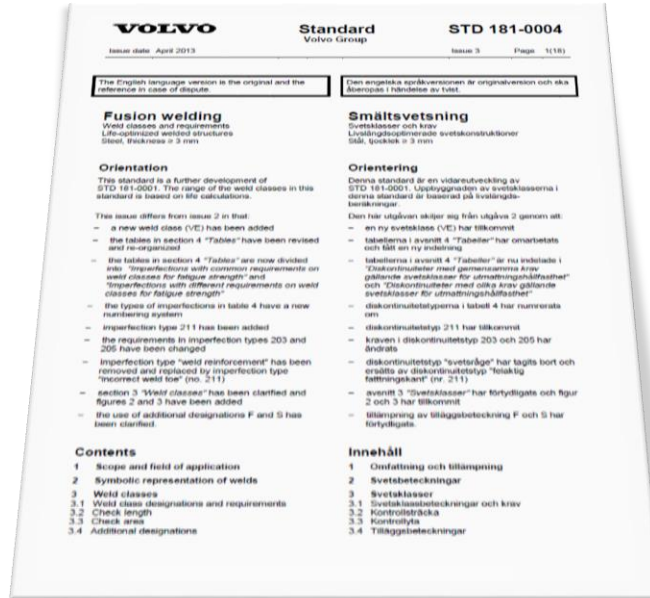 VOLVO
Standard
Volvo Group
STD 181-0004
Issue date April 2013
Issue 3 Page 1(18)
The English language version is the original and the
reference in case of dispute.
Fusion welding
Weld classes and requirements
Life-optimized welded structures
Steel, thickness ≥ 3 mm
Orientation
This standard is a further development of
STD 181-0001. The range of the weld classes in this
standard is based on life calculations.
This issue differs from issue 2 in that:
– a new weld class (VE) has been added
– the tables in section 4 "Tables" have been revised
and re-organized
– the tables in section 4 "Tables" are now divided
into "Imperfections with common requirements on
weld classes for fatigue strength" and
"Imperfections with different requirements on weld
classes for fatigue strength"
– the types of imperfections in table 4 have a new
numbering system
– imperfection type 211 has been added
– the requirements in imperfection types 203 and
205 have been changed
– imperfection type "weld reinforcement" has been
removed and replaced by imperfection type
"incorrect weld toe" (no. 211)
– section 3 "Weld classes" has been clarified and
figures 2 and 3 have been added
– the use of additional designations F and S has
been clarified.
Contents
1 Scope and field of application
2 Symbolic representation of welds
3 Weld classes
3.1 Weld class designations and requirements
3.2 Check length
3.3 Check area
3.4 Additional designations
Den engelska språkversionen är originalversion och ska
åberopas i händelse av tvist.
Smältsvetsning
Svetsklasser och krav
Livslängdsoptimerade svetskonstruktioner
Stål, tjocklek ≥ 3 mm
Orientering
Denna standard är en vidareutveckling av
STD 181-0001. Uppbyggnaden av svetsklasserna i
denna standard är baserad på livslängds-
beräkningar.
Den här utgåvan skiljer sig från utgåva 2 genom att:
– en ny svetsklass (VE) har tillkommit
– tabellerna i avsnitt 4 "Tabeller" har omarbetats
och fått en ny indelning
– tabellerna i avsnitt 4 "Tabeller" är nu indelade i
"Diskontinuiteter med gemensamma krav
gällande svetsklasser för utmattningshållfasthet"
och "Diskontinuiteter med olika krav gällande
svetsklasser för utmattningshållfasthet"
– diskontinuitetstyperna i tabell 4 har numrerats
om
– diskontinuitetstyp 211 har tillkommit
– kraven i diskontinuitetstyp 203 och 205 har
ändrats
– diskontinuitetstyp "svetsråge" har tagits bort och
ersätts av diskontinuitetstyp "felaktig
fattningskant" (nr. 211)
– avsnitt 3 "Svetsklasser" har förtydligats och figur
2 och 3 har tillkommit
– tillämpning av tilläggsbeteckning F och S har
förtydligats.
Innehåll
1 Omfattning och tillämpning
2 Svetsbeteckningar
3 Svetsklasser
3.1 Svetsklassbeteckningar och krav
3.2 Kontrollsträcka
3.3 Kontrollyta
3.4 Tilläggsbeteckningar